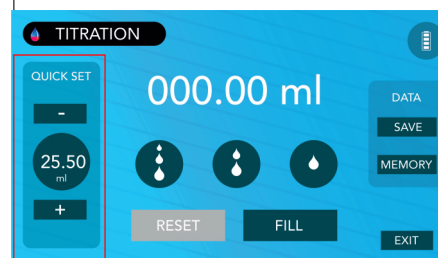 TITRATION
QUICK SET
-
25.50
ml
+
000.00 ml
RESET
FILL
DATA
SAVE
MEMORY
EXIT